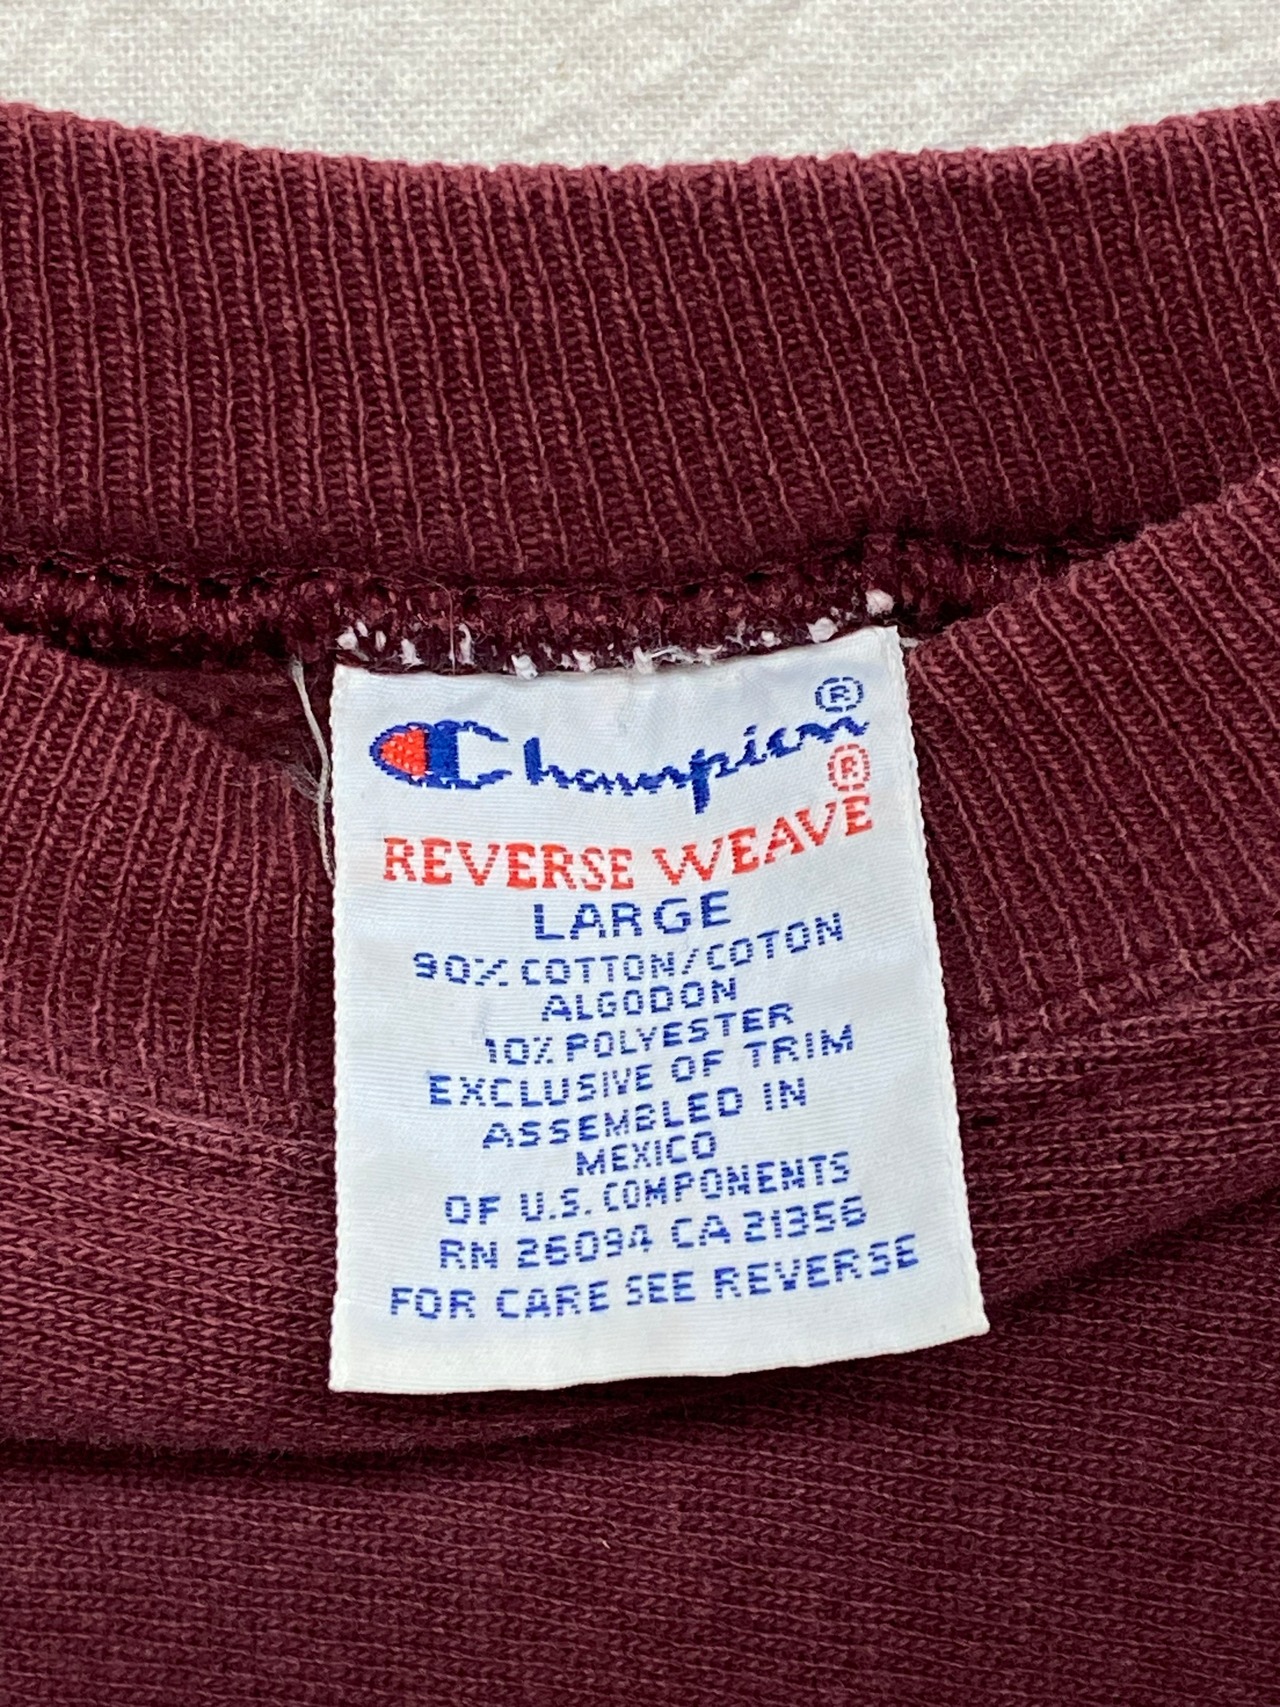 Champion®
REVERSE WEAVE®
LARGE
90% COTTON/COTON
ALGODON
10% POLYESTER
EXCLUSIVE OF TRIM
ASSEMBLED IN
MEXICO
OF U.S. COMPONENTS
RN 26094 CA 21356
FOR CARE SEE REVERSE